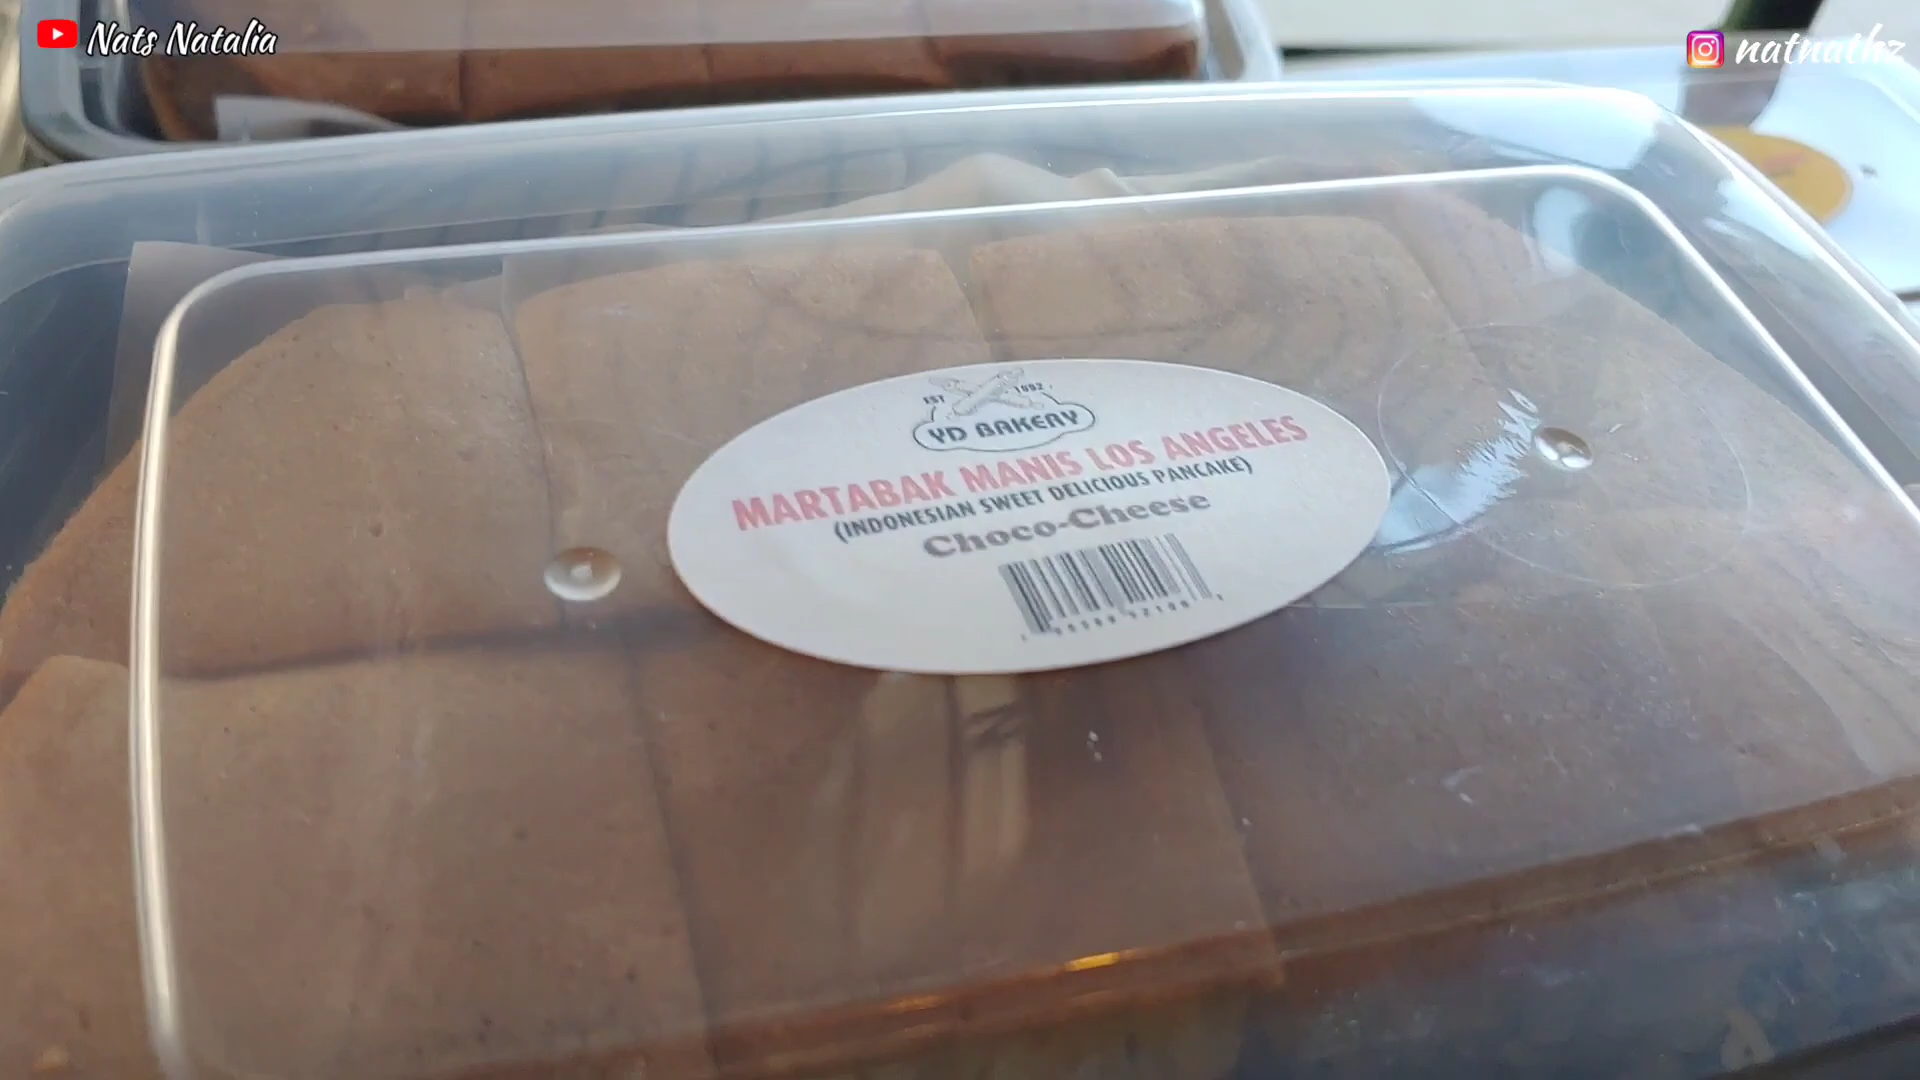 Nats Natalia
natnathz
EST 1992
YD BAKERY
MARTABAK MANIS LOS ANGELES
(INDONESIAN SWEET DELICIOUS PANCAKE)
Choco-Cheese